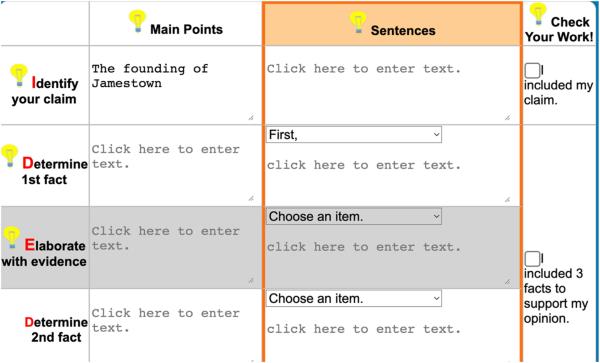 Main Points
Sentences
Check
Your Work!
Identify
your claim
The founding of
Jamestown
Click here to enter text.
I
included my
claim.
Determine
1st fact
Click here to enter
text.
First,
Click here to enter text.
Elaborate
with evidence
Click here to enter
text.
Choose an item.
Click here to enter text.
I
included 3
facts to
support my
opinion.
Determine
2nd fact
Click here to enter
text.
Choose an item.
Click here to enter text.